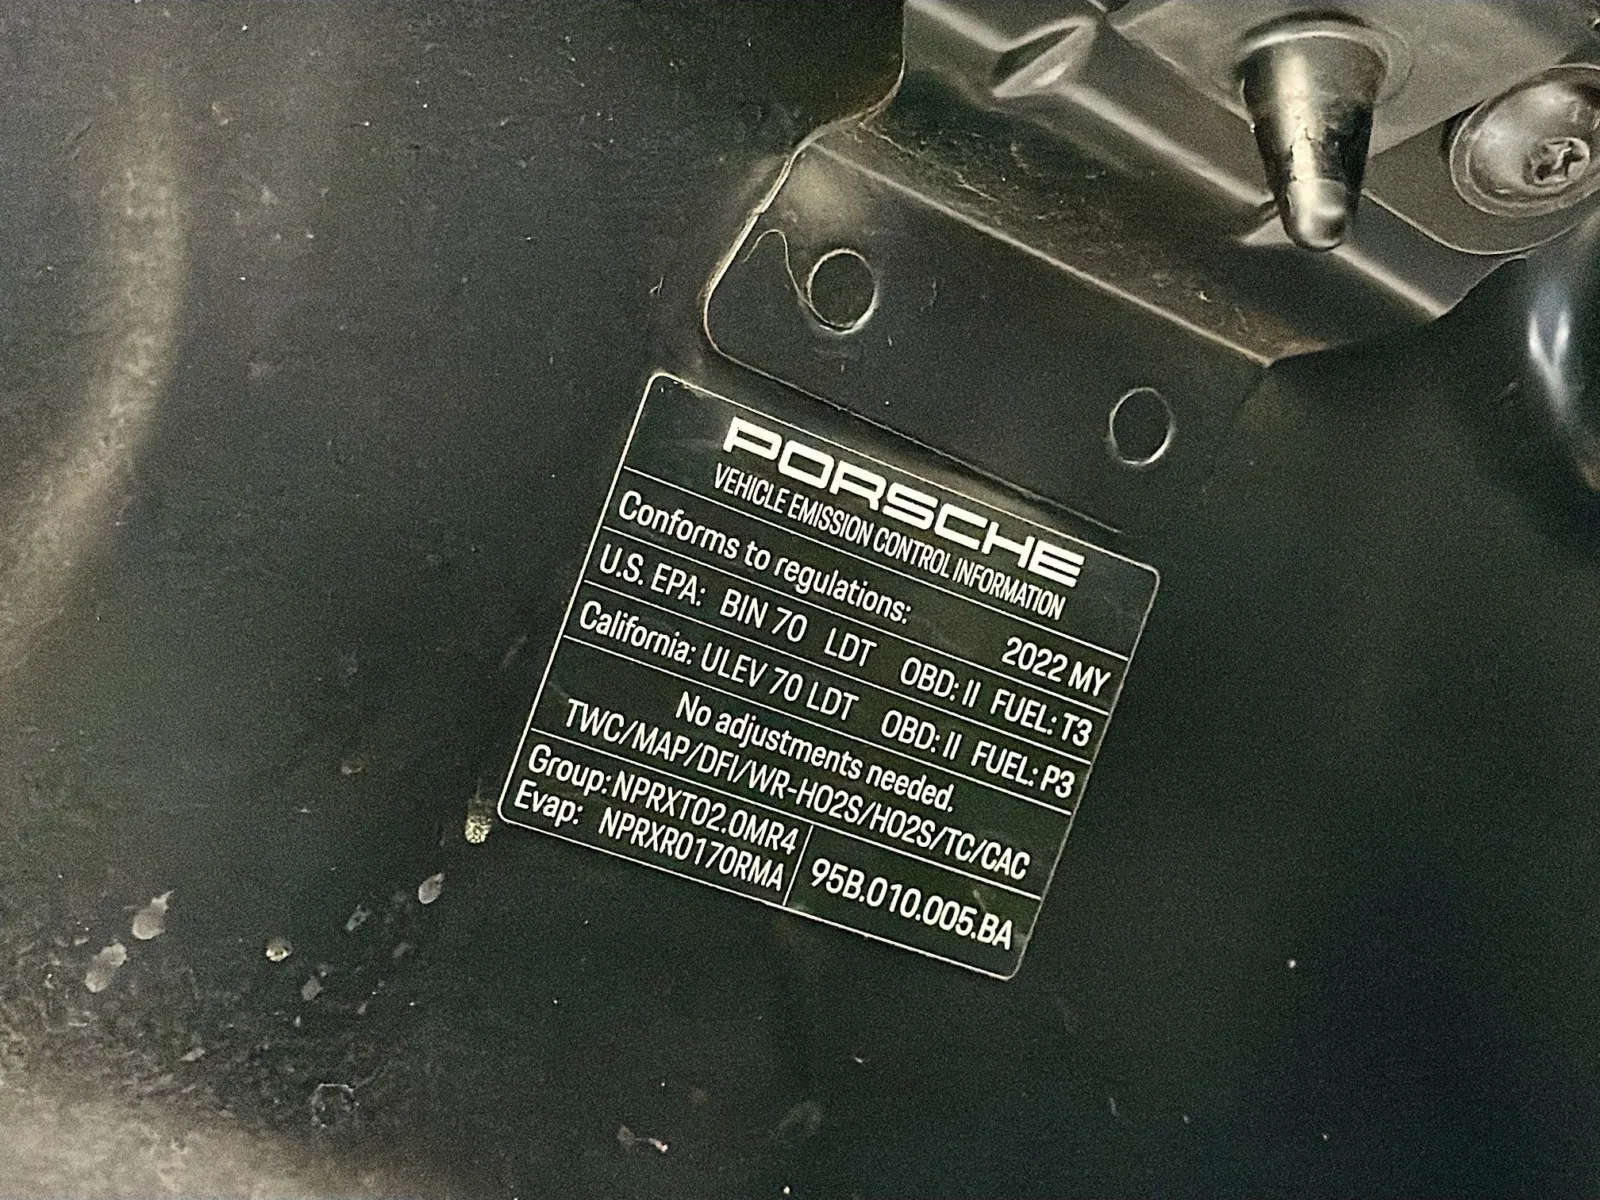 PORSCHE
VEHICLE EMISSION CONTROL INFORMATION
Conforms to regulations: 2022 MY
U.S. EPA: BIN 70 LDT OBD: II FUEL: T3
California: ULEV 70 LDT OBD: II FUEL: P3
No adjustments needed.
TWC/MAP/DFI/WR-HO2S/HO2S/TC/CAC
Group: NPRXT02.0MR4
Evap: NPRXR0170RMA
95B.010.005.BA